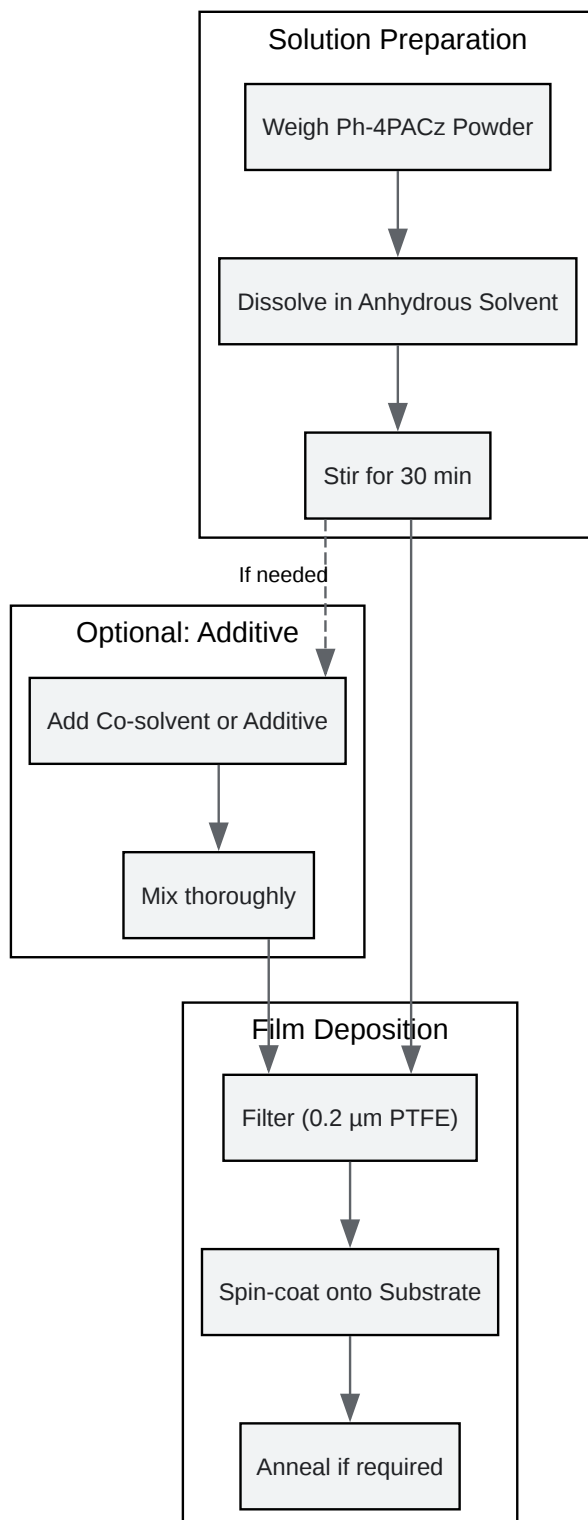 Solution Preparation
Weigh Ph-4PACz Powder
Dissolve in Anhydrous Solvent
Stir for 30 min
If needed
Optional: Additive
Add Co-solvent or Additive
Mix thoroughly
Film Deposition
Filter (0.2 µm PTFE)
Spin-coat onto Substrate
Anneal if required